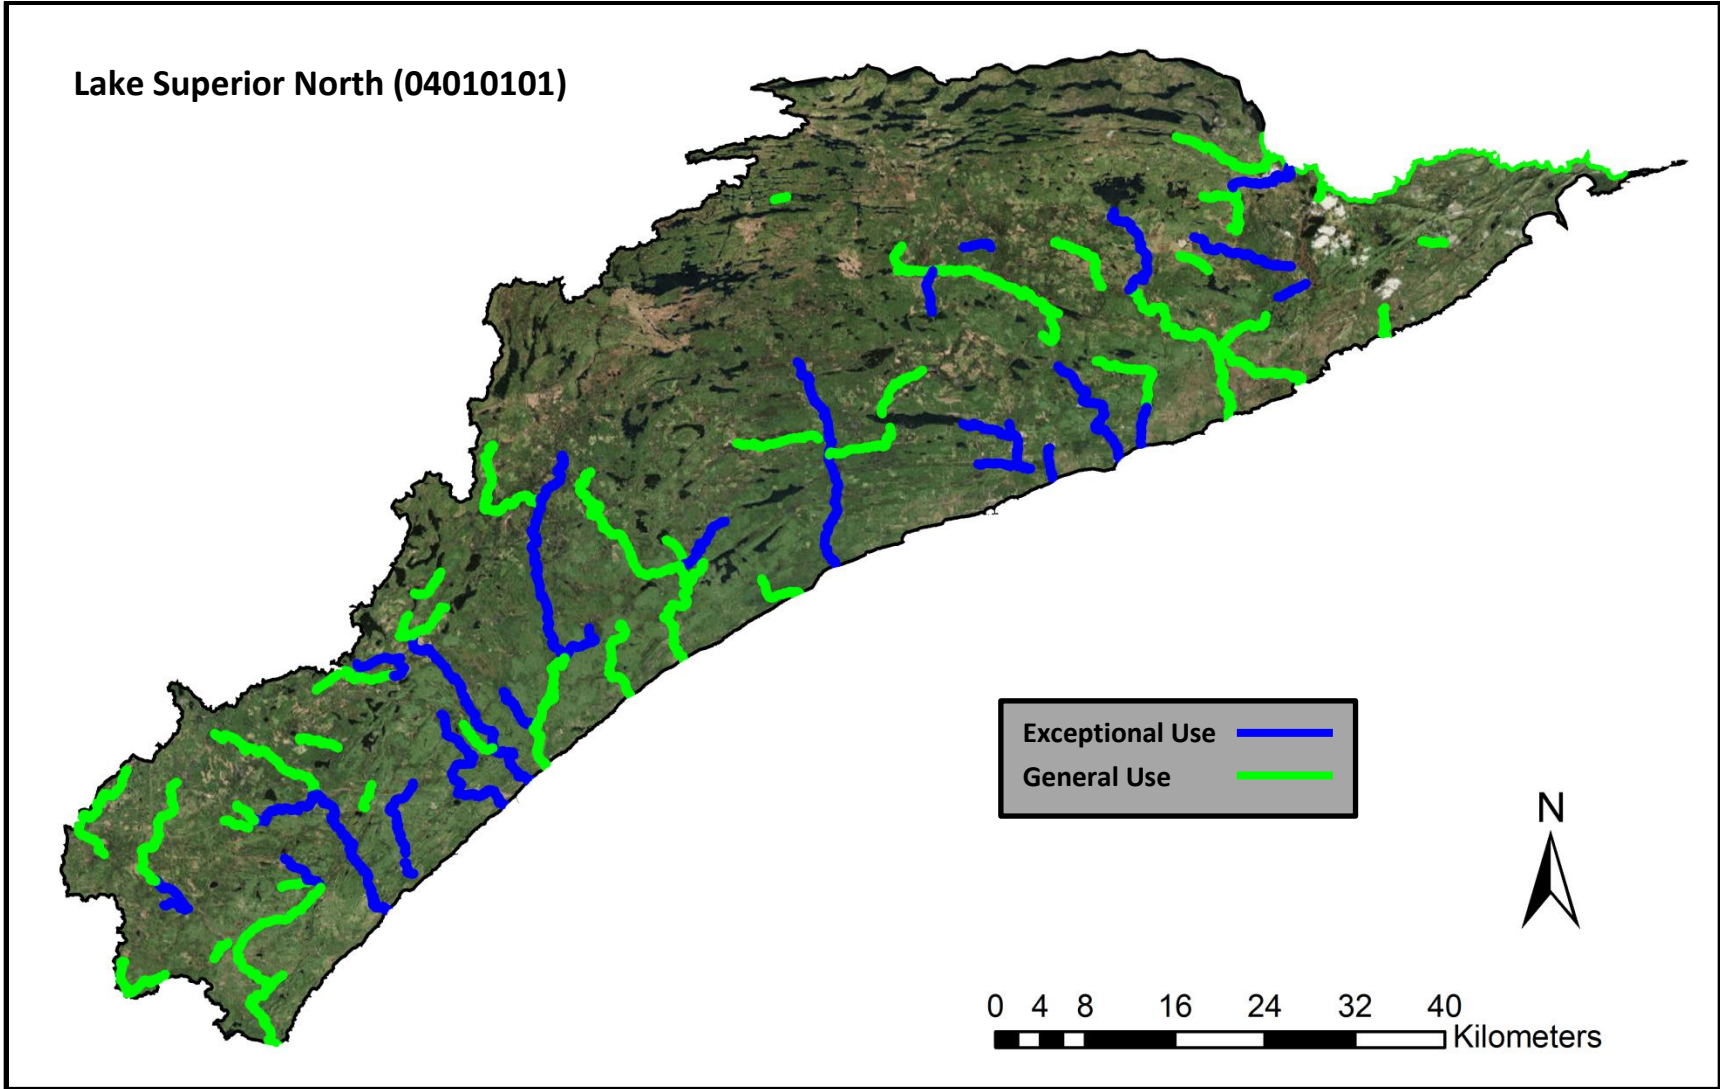 Lake Superior North (04010101)
Exceptional Use
General Use
N
0 4 8 16 24 32 40
Kilometers